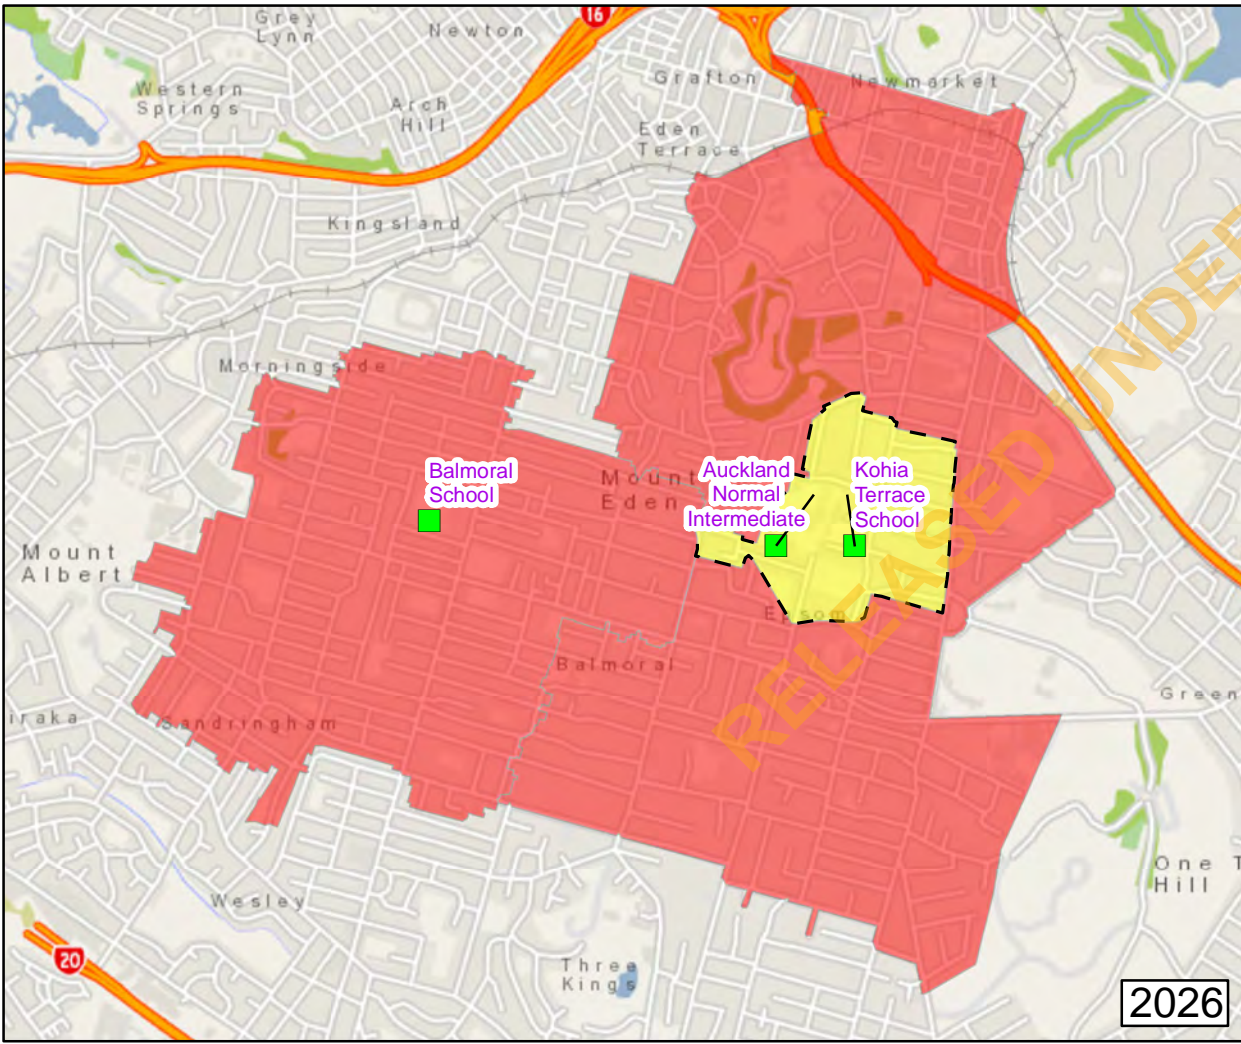 16
Grey
Lynn
Newton
Western
Springs
Arch
Hill
Grafton
Newmarket
Eden
Terrace
Kingsland
Morningside
Balmoral
School
Mount
Eden
Auckland
Normal
Intermediate
Kohia
Terrace
School
Mount
Albert
Epsom
Balmoral
iraka
Sandringham
Green
One T
Hill
Wesley
Three
Kings
20
RELEASED UNDER
2026